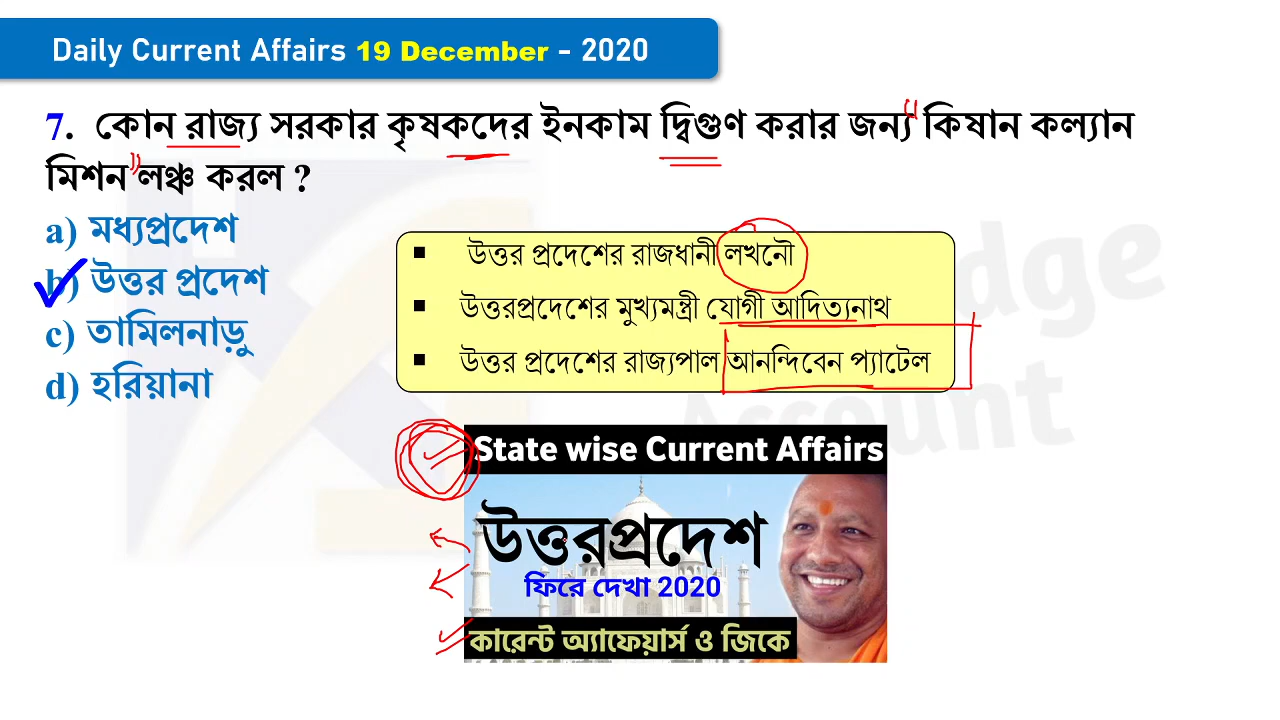 Daily Current Affairs 19 December - 2020
7. কোন রাজ্য সরকার কৃষকদের ইনকাম দ্বিগুণ করার জন্য “কিষান কল্যান
মিশন” লঞ্চ করল ?
a) মধ্যপ্রদেশ
b) উত্তর প্রদেশ
c) তামিলনাড়ু
d) হরিয়ানা
▪ উত্তর প্রদেশের রাজধানী লখনৌ
▪ উত্তরপ্রদেশের মুখ্যমন্ত্রী যোগী আদিত্যনাথ
▪ উত্তর প্রদেশের রাজ্যপাল আনন্দিবেন প্যাটেল
State wise Current Affairs
উত্তরপ্রদেশ
ফিরে দেখা 2020
কারেন্ট অ্যাফেয়ার্স ও জিকে
Account